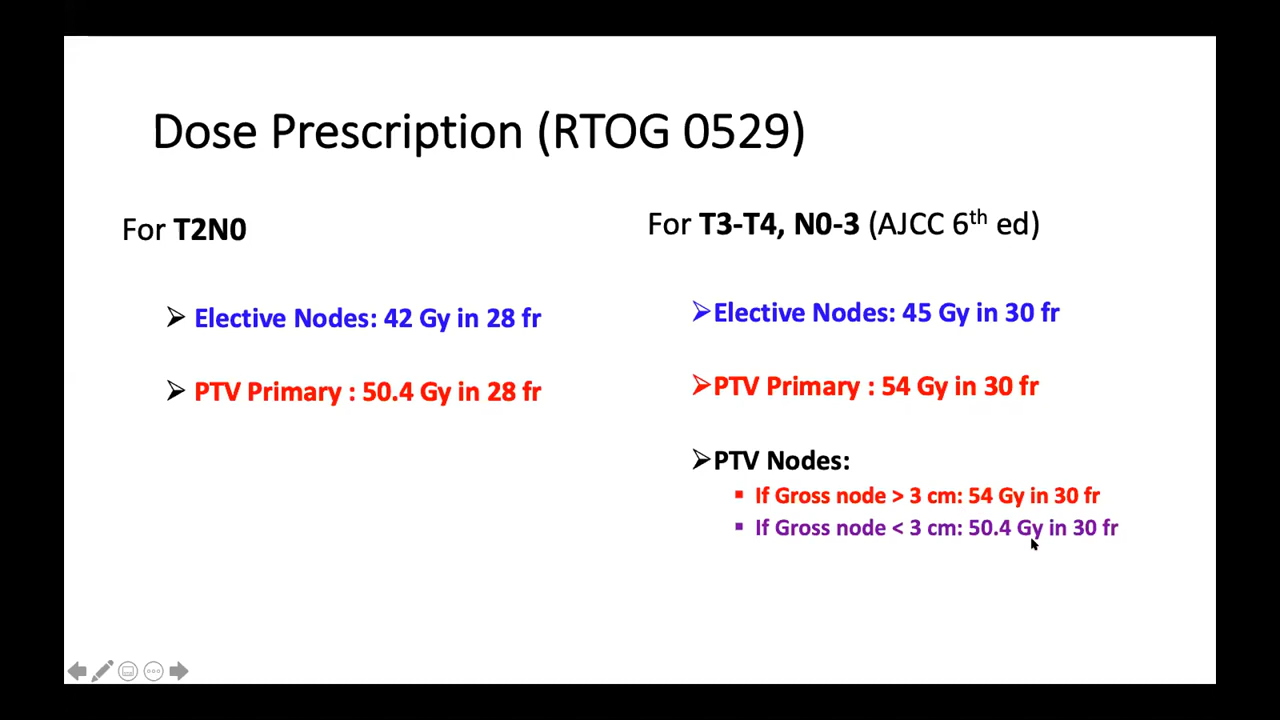 Dose Prescription (RTOG 0529)
For T2N0
➢ Elective Nodes: 42 Gy in 28 fr
➢ PTV Primary : 50.4 Gy in 28 fr
For T3-T4, N0-3 (AJCC 6th ed)
➢Elective Nodes: 45 Gy in 30 fr
➢PTV Primary : 54 Gy in 30 fr
➢PTV Nodes:
▪ If Gross node > 3 cm: 54 Gy in 30 fr
▪ If Gross node < 3 cm: 50.4 Gy in 30 fr